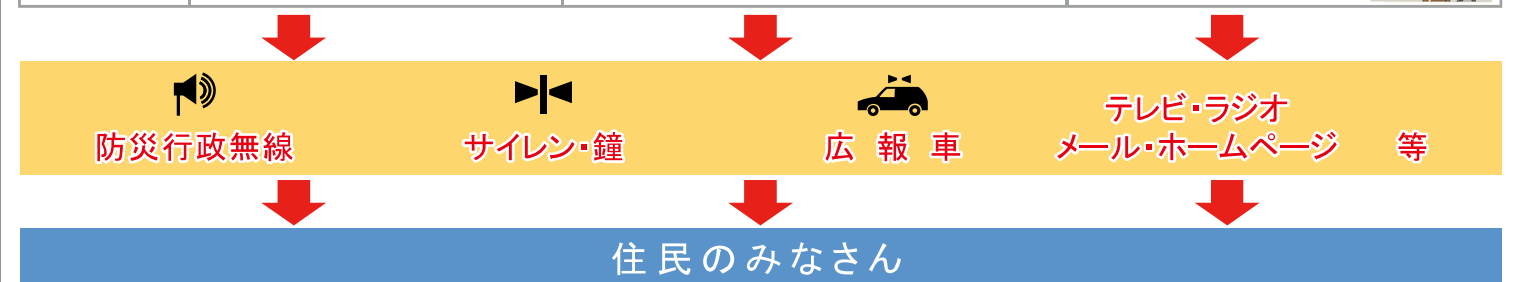 防災行政無線
サイレン・鐘
広報車
テレビ・ラジオ
メール・ホームページ 等
住民のみなさん